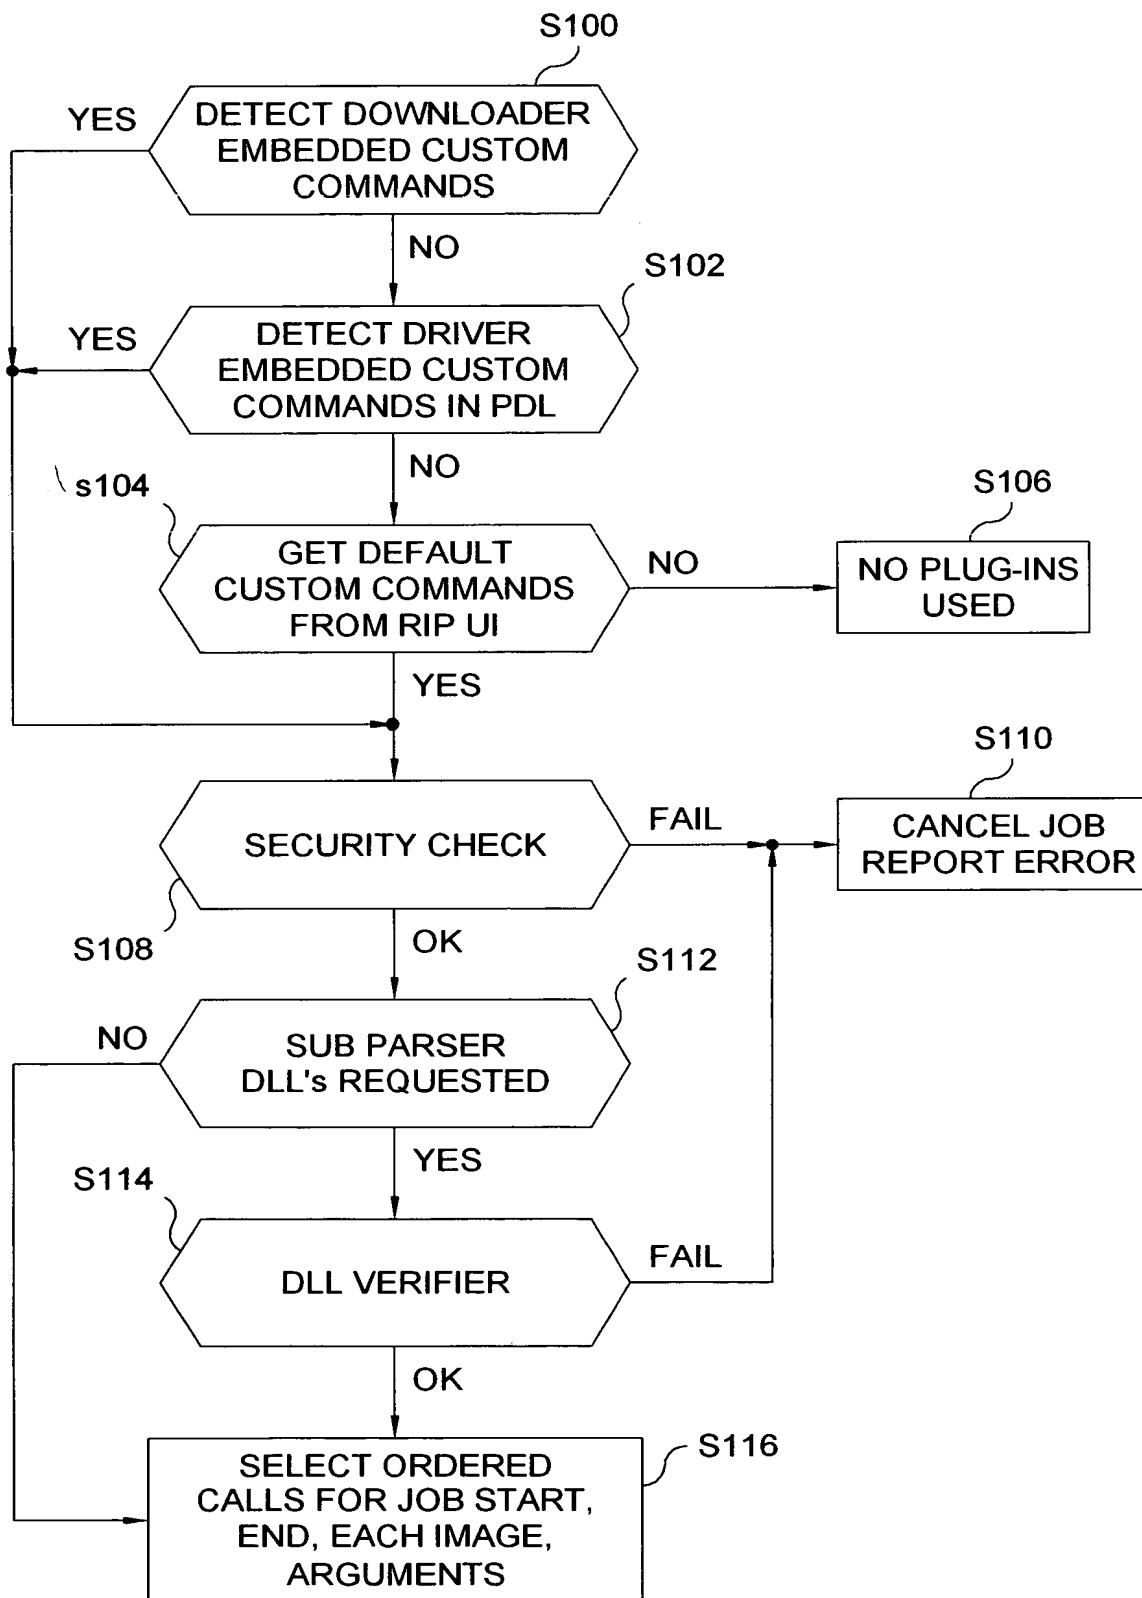 S100
YES
DETECT DOWNLOADER
EMBEDDED CUSTOM
COMMANDS
NO
S102
YES
DETECT DRIVER
EMBEDDED CUSTOM
COMMANDS IN PDL
NO
s104
S106
GET DEFAULT
CUSTOM COMMANDS
FROM RIP UI
NO
NO PLUG-INS
USED
YES
S110
SECURITY CHECK
FAIL
CANCEL JOB
REPORT ERROR
S108
OK
S112
NO
SUB PARSER
DLL's REQUESTED
YES
S114
DLL VERIFIER
FAIL
OK
S116
SELECT ORDERED
CALLS FOR JOB START,
END, EACH IMAGE,
ARGUMENTS